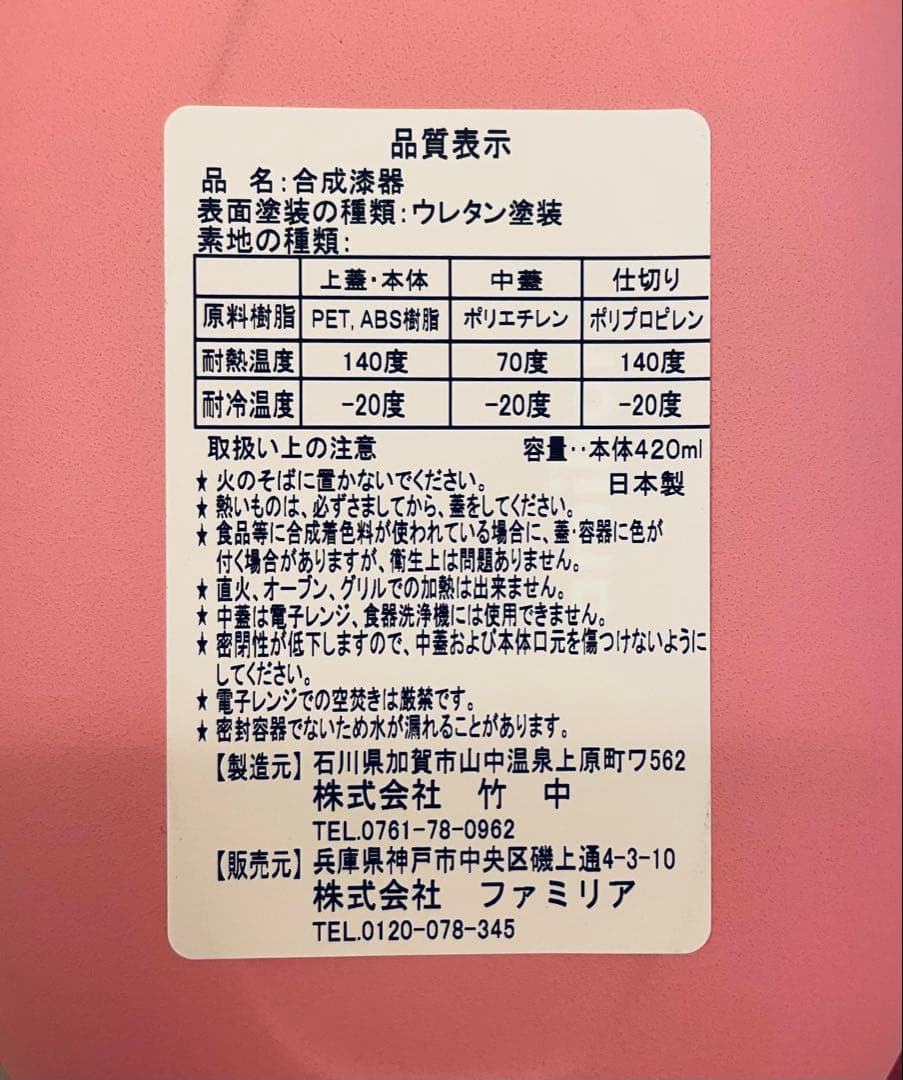 品質表示
品　名:合成漆器
表面塗装の種類:ウレタン塗装
素地の種類:
上蓋・本体 中蓋 仕切り
原料樹脂 PET, ABS樹脂 ポリエチレン ポリプロピレン
耐熱温度 140度 70度 140度
耐冷温度 -20度 -20度 -20度
取扱い上の注意 容量‥本体420ml
★火のそばに置かないでください。 日本製
★熱いものは、必ずさましてから、蓋をしてください。
★食品等に合成着色料が使われている場合に、蓋・容器に色が
付く場合がありますが、衛生上は問題ありません。
★直火、オーブン、グリルでの加熱は出来ません。
★中蓋は電子レンジ、食器洗浄機には使用できません。
★密閉性が低下しますので、中蓋および本体口元を傷つけないように
してください。
★電子レンジでの空焚きは厳禁です。
★密封容器でないため水が漏れることがあります。
【製造元】石川県加賀市山中温泉上原町ワ562
株式会社　竹　中
TEL.0761-78-0962
【販売元】兵庫県神戸市中央区磯上通4-3-10
株式会社　ファミリア
TEL.0120-078-345